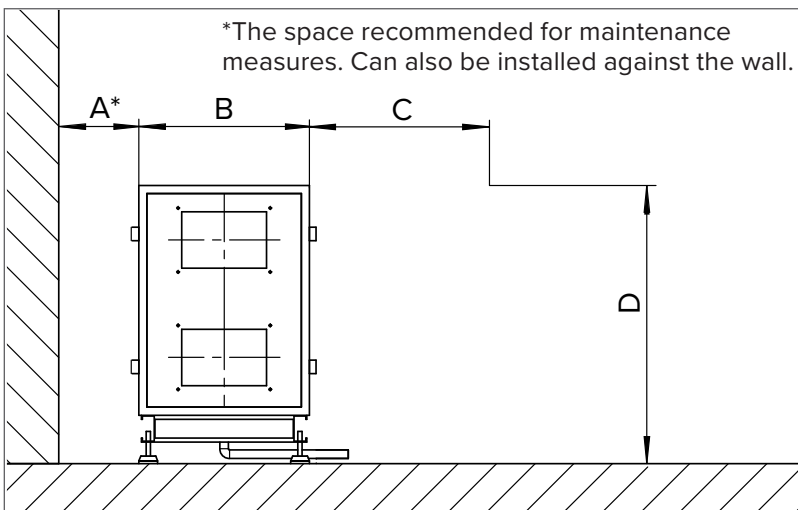 *The space recommended for maintenance
measures. Can also be installed against the wall.
A* B C
D